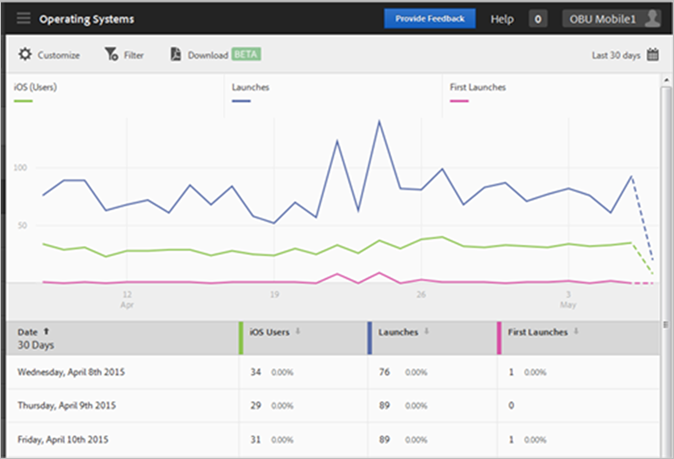 Operating Systems
Provide Feedback
Help
0
OBU Mobile1
Customize
Filter
Download BETA
Last 30 days
iOS (Users)
Launches
First Launches
100
50
12
Apr
19
26
3
May
Date
30 Days
iOS Users
Launches
First Launches
Wednesday, April 8th 2015 34 0.00% 76 0.00% 1 0.00%
Thursday, April 9th 2015 29 0.00% 89 0.00% 0
Friday, April 10th 2015 31 0.00% 89 0.00% 1 0.00%